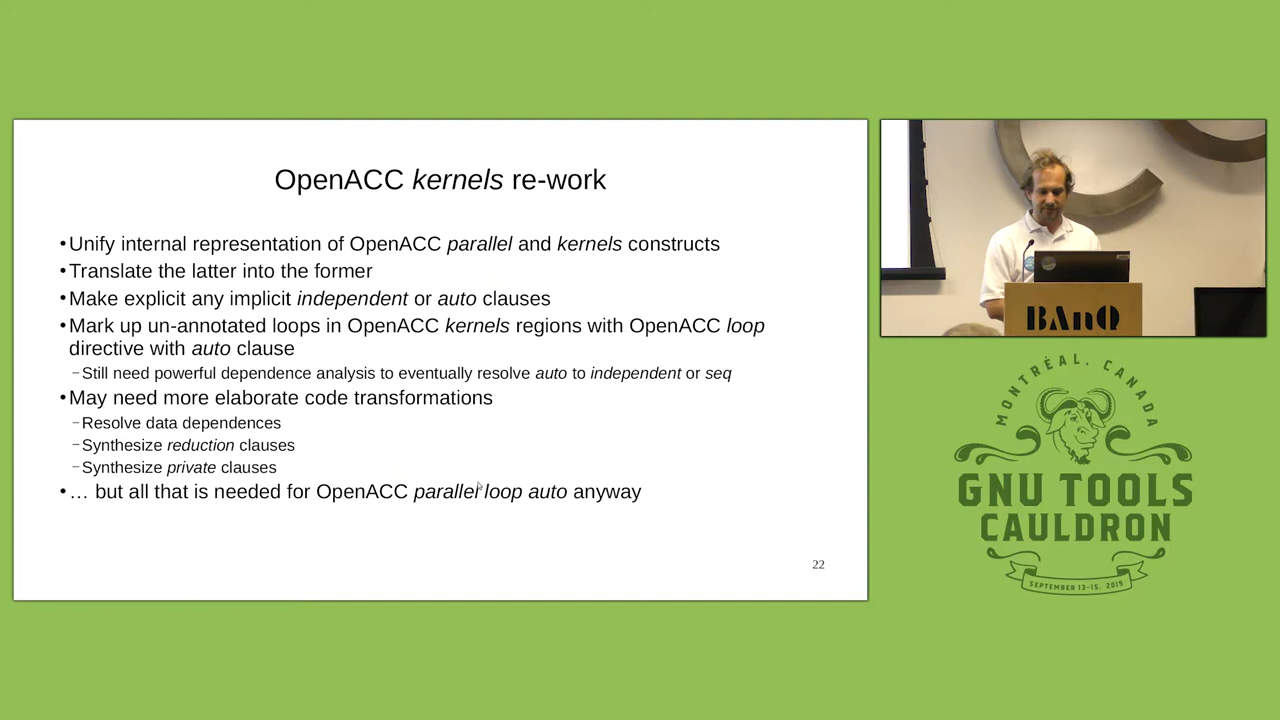 OpenACC kernels re-work
•Unify internal representation of OpenACC parallel and kernels constructs
•Translate the latter into the former
•Make explicit any implicit independent or auto clauses
•Mark up un-annotated loops in OpenACC kernels regions with OpenACC loop
directive with auto clause
–Still need powerful dependence analysis to eventually resolve auto to independent or seq
•May need more elaborate code transformations
–Resolve data dependences
–Synthesize reduction clauses
–Synthesize private clauses
•… but all that is needed for OpenACC parallel loop auto anyway
22
BAnQ
MONTRÉAL, CANADA
GNU TOOLS
CAULDRON
SEPTEMBER 13-15, 2019